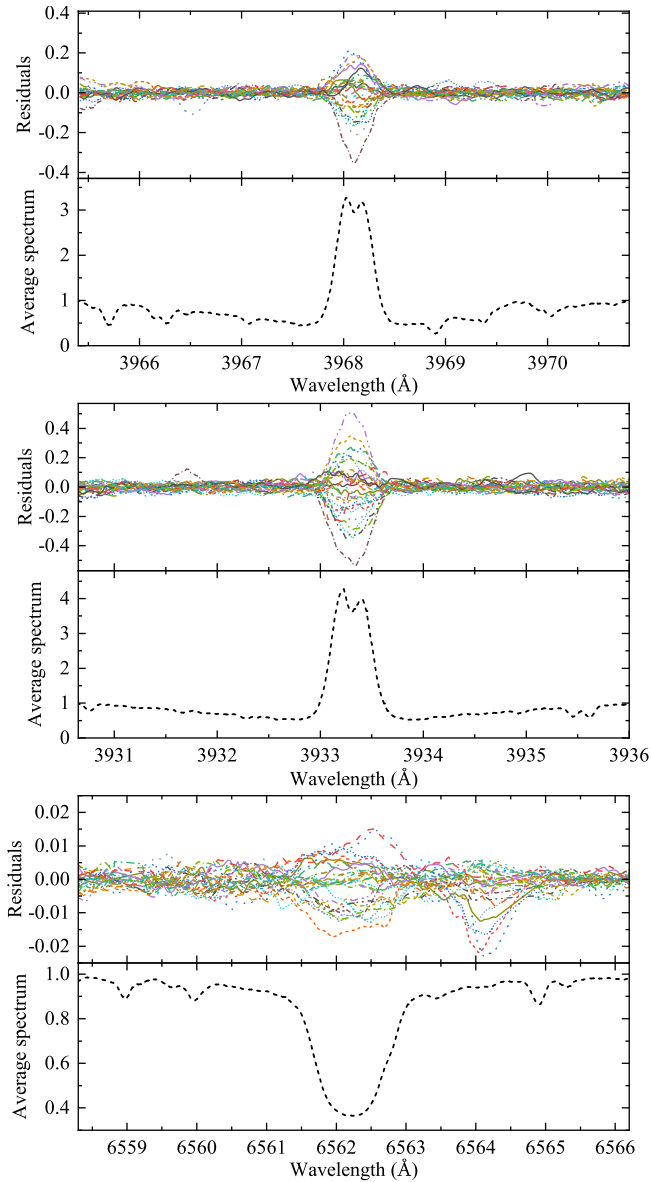 0.4
0.2
0.0
-0.2
-0.4
Residuals
3
2
1
0
Average spectrum
3966 3967 3968 3969 3970
Wavelength (Å)
0.4
0.2
0.0
-0.2
-0.4
Residuals
4
3
2
1
0
Average spectrum
3931 3932 3933 3934 3935 3936
Wavelength (Å)
0.02
0.01
0.00
-0.01
-0.02
Residuals
1.0
0.8
0.6
0.4
Average spectrum
6559 6560 6561 6562 6563 6564 6565 6566
Wavelength (Å)